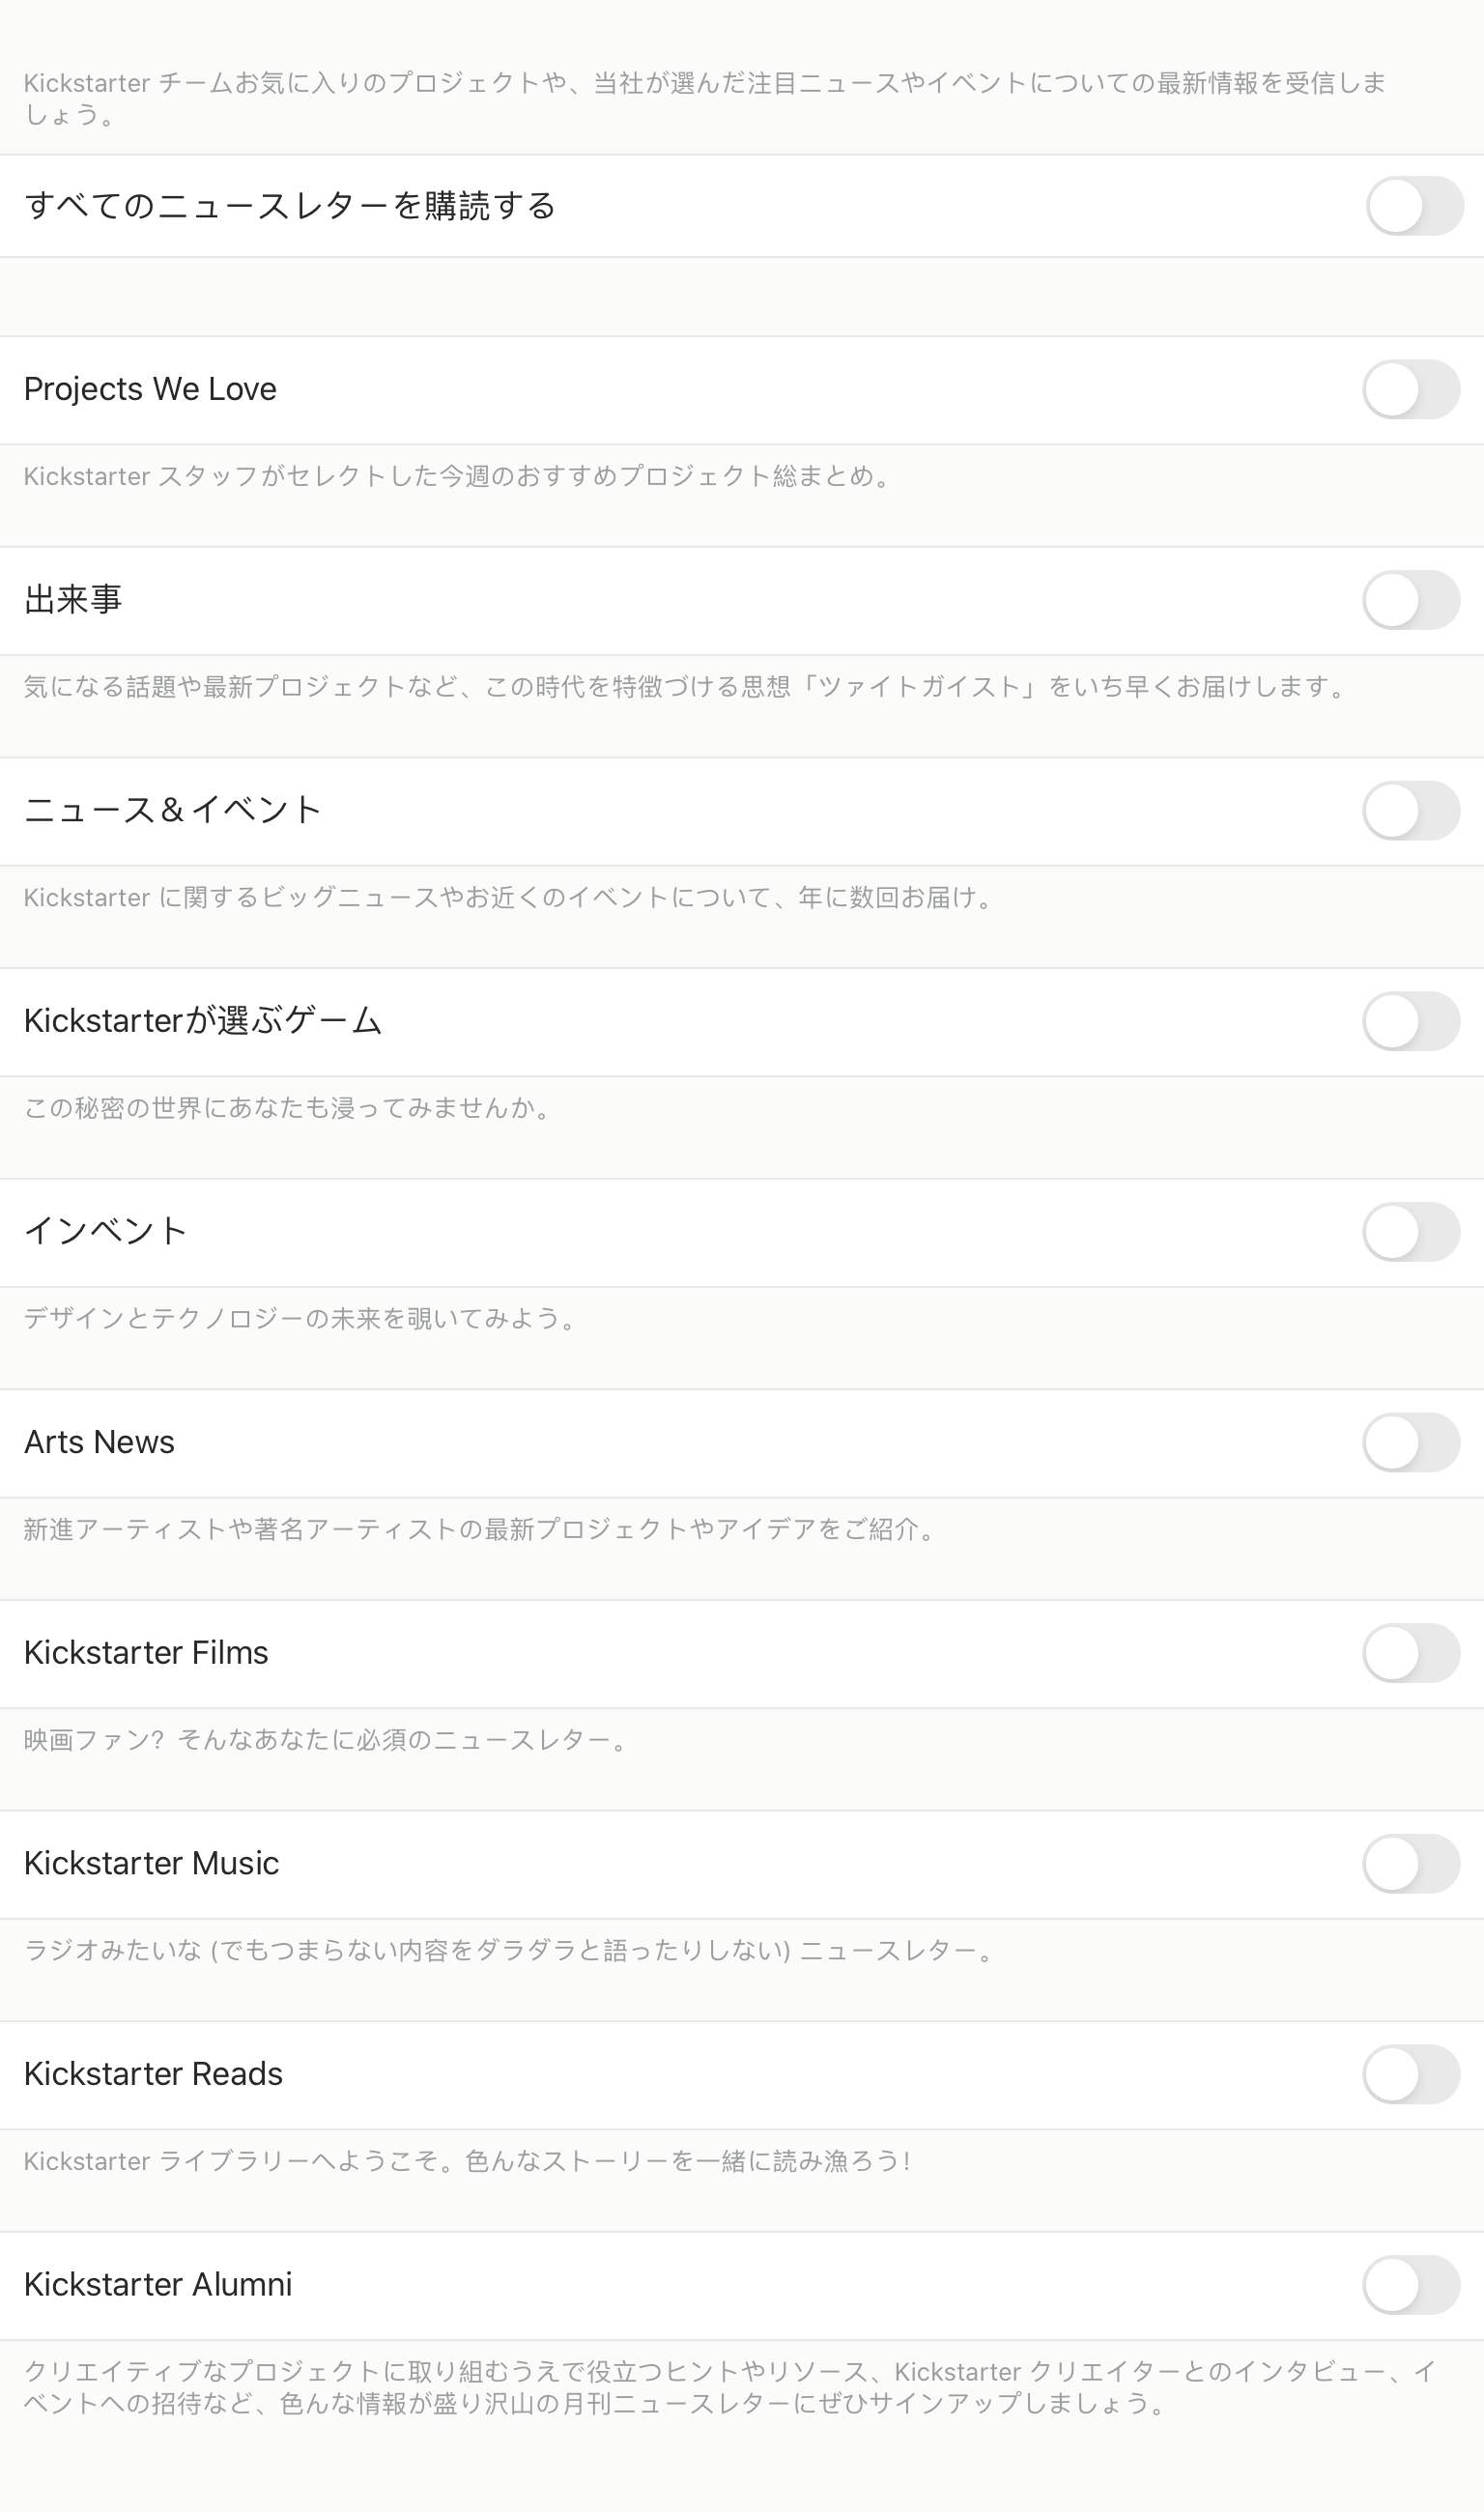 Kickstarter チームお気に入りのプロジェクトや、当社が選んだ注目ニュースやイベントについての最新情報を受信しま
しょう。
すべてのニュースレターを購読する
Projects We Love
Kickstarter スタッフがセレクトした今週のおすすめプロジェクト総まとめ。
出来事
気になる話題や最新プロジェクトなど、この時代を特徴づける思想「ツァイトガイスト」をいち早くお届けします。
ニュース＆イベント
Kickstarter に関するビッグニュースやお近くのイベントについて、年に数回お届け。
Kickstarterが選ぶゲーム
この秘密の世界にあなたも浸ってみませんか。
インベント
デザインとテクノロジーの未来を覗いてみよう。
Arts News
新進アーティストや著名アーティストの最新プロジェクトやアイデアをご紹介。
Kickstarter Films
映画ファン？そんなあなたに必須のニュースレター。
Kickstarter Music
ラジオみたいな (でもつまらない内容をダラダラと語ったりしない) ニュースレター。
Kickstarter Reads
Kickstarter ライブラリーへようこそ。色んなストーリーを一緒に読み漁ろう！
Kickstarter Alumni
クリエイティブなプロジェクトに取り組むうえで役立つヒントやリソース、Kickstarter クリエイターとのインタビュー、イ
ベントへの招待など、色んな情報が盛り沢山の月刊ニュースレターにぜひサインアップしましょう。